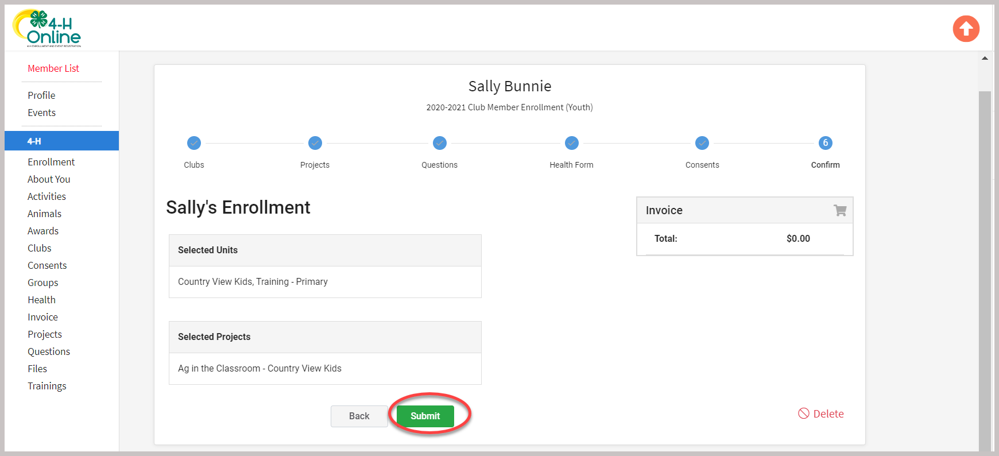 4-H
Online
4-H ENROLLMENT AND EVENT REGISTRATION
Member List
Profile
Events
4-H
Enrollment
About You
Activities
Animals
Awards
Clubs
Consents
Groups
Health
Invoice
Projects
Questions
Files
Trainings
Sally Bunnie
2020-2021 Club Member Enrollment (Youth)
6
Clubs Projects Questions Health Form Consents Confirm
Sally's Enrollment
Selected Units
Country View Kids, Training - Primary
Selected Projects
Ag in the Classroom - Country View Kids
Invoice
Total: $0.00
Back Submit
Delete